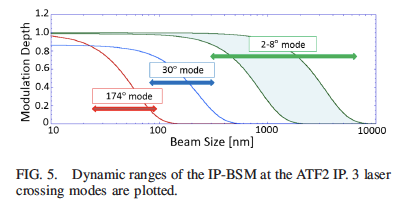 1.2
1.0
0.8
0.6
0.4
0.2
0
Modulation Depth
2-8° mode
30° mode
174° mode
10
100
1000
10000
Beam Size [nm]
FIG. 5. Dynamic ranges of the IP-BSM at the ATF2 IP. 3 laser
crossing modes are plotted.